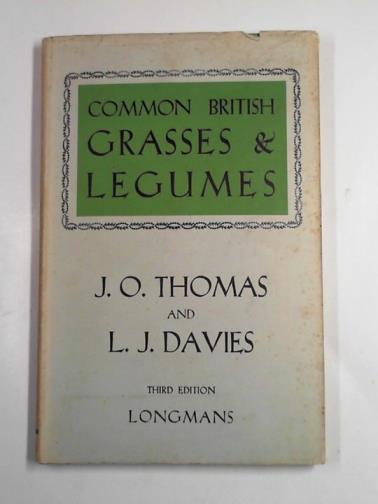 COMMON BRITISH
GRASSES &
LEGUMES
J. O. THOMAS
AND
L. J. DAVIES
THIRD EDITION
LONGMANS